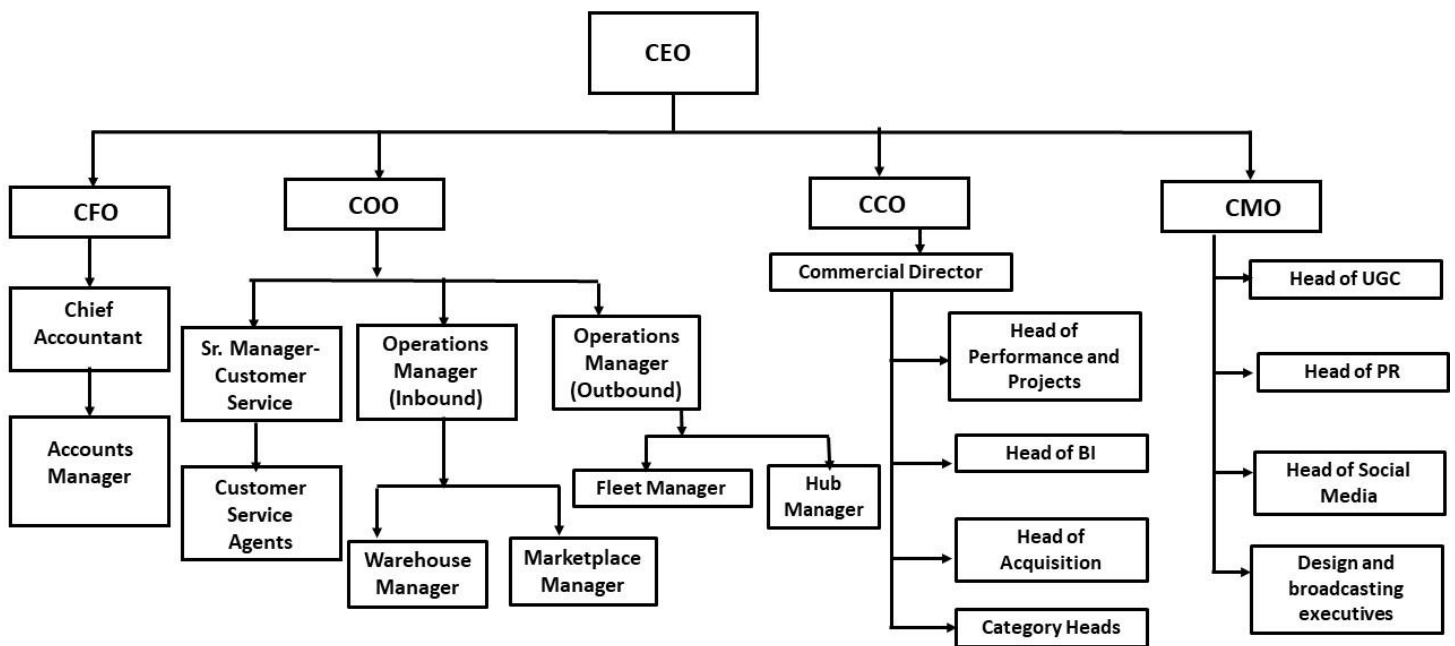 CEO
CFO
COO
CCO
CMO
Chief
Accountant
Accounts
Manager
Sr. Manager-
Customer
Service
Customer
Service
Agents
Operations
Manager
(Inbound)
Warehouse
Manager
Marketplace
Manager
Operations
Manager
(Outbound)
Fleet Manager
Hub
Manager
Commercial Director
Head of
Performance and
Projects
Head of BI
Head of
Acquisition
Category Heads
Head of UGC
Head of PR
Head of Social
Media
Design and
broadcasting
executives